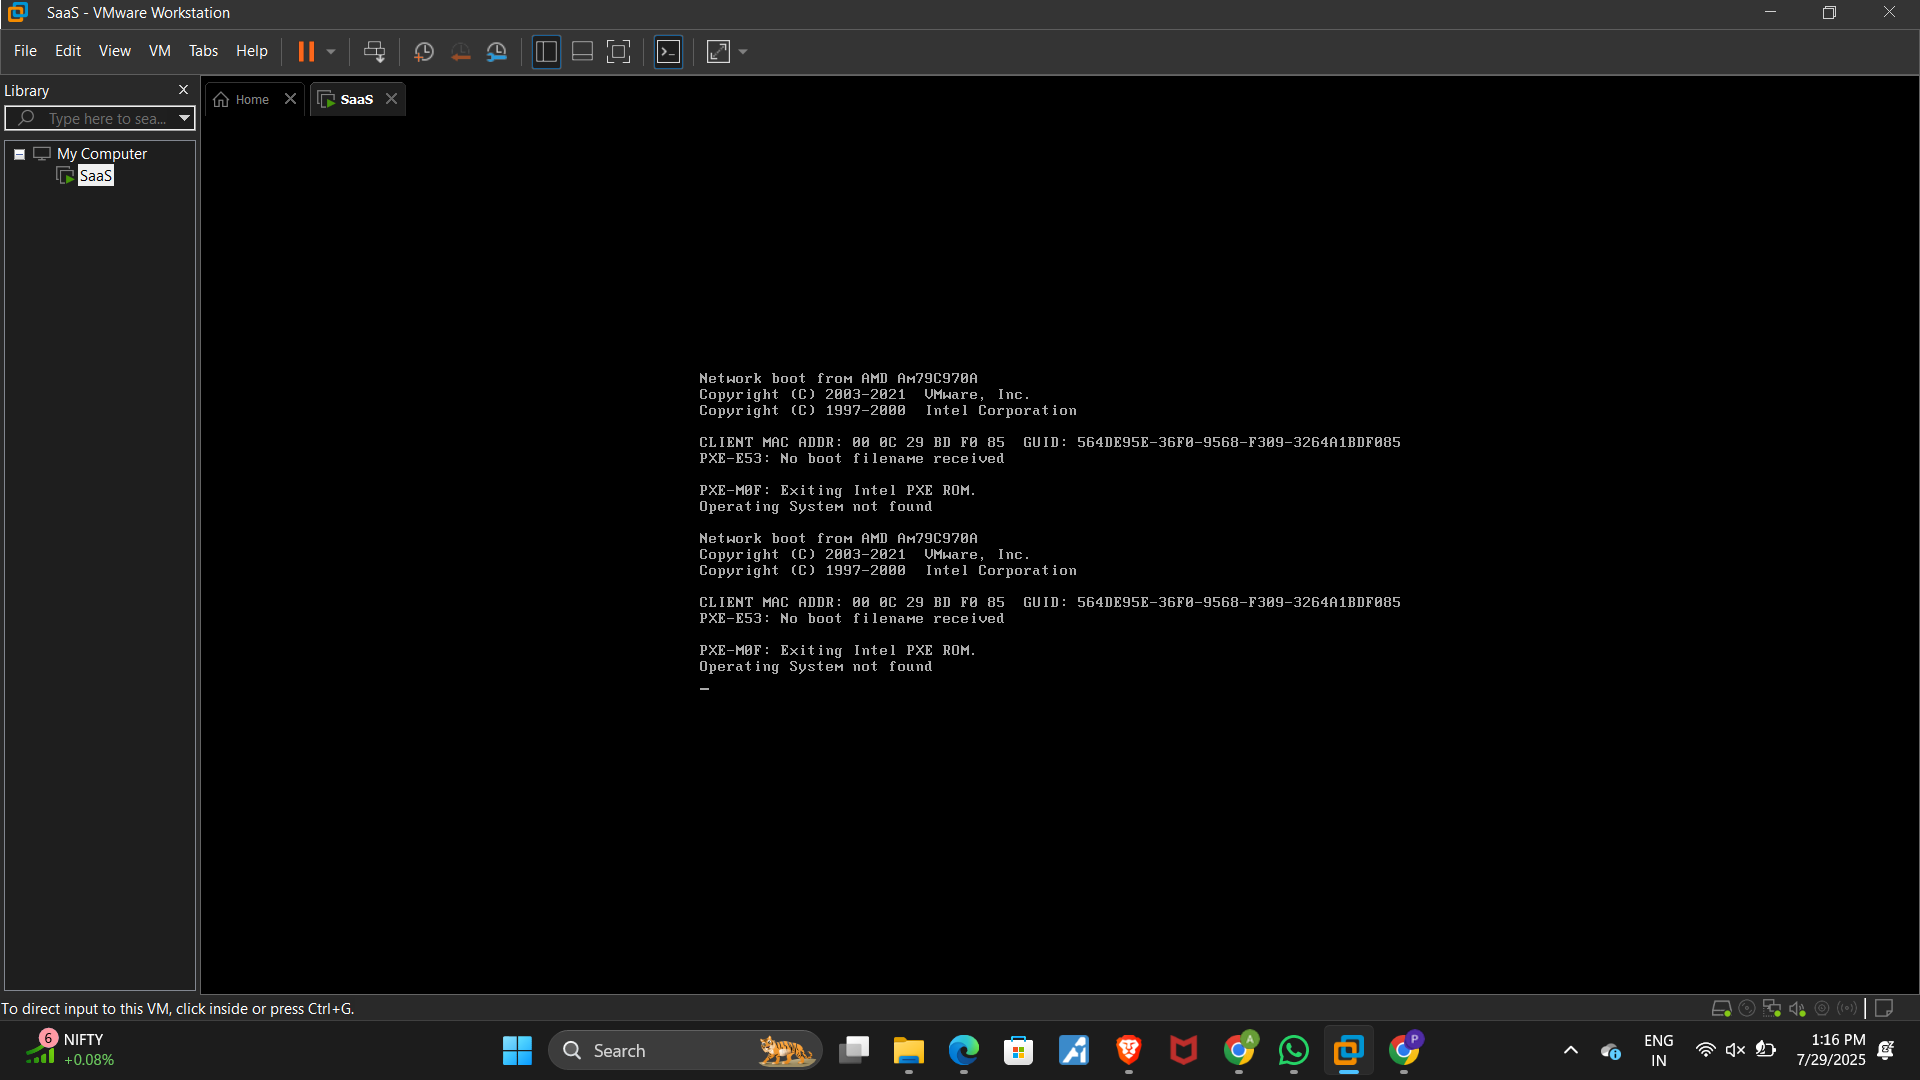 SaaS - VMware Workstation
File Edit View VM Tabs Help
Library
Type here to sea...
My Computer
SaaS
Home
SaaS
Network boot from AMD Am79C970A
Copyright (C) 2003-2021  VMware, Inc.
Copyright (C) 1997-2000  Intel Corporation
CLIENT MAC ADDR: 00 0C 29 BD F0 85  GUID: 564DE95E-36F0-9568-F309-3264A1BDF085
PXE-E53: No boot filename received
PXE-M0F: Exiting Intel PXE ROM.
Operating System not found
Network boot from AMD Am79C970A
Copyright (C) 2003-2021  VMware, Inc.
Copyright (C) 1997-2000  Intel Corporation
CLIENT MAC ADDR: 00 0C 29 BD F0 85  GUID: 564DE95E-36F0-9568-F309-3264A1BDF085
PXE-E53: No boot filename received
PXE-M0F: Exiting Intel PXE ROM.
Operating System not found
To direct input to this VM, click inside or press Ctrl+G.
6
NIFTY
+0.08%
Search
A
P
ENG
IN
1:16 PM
7/29/2025